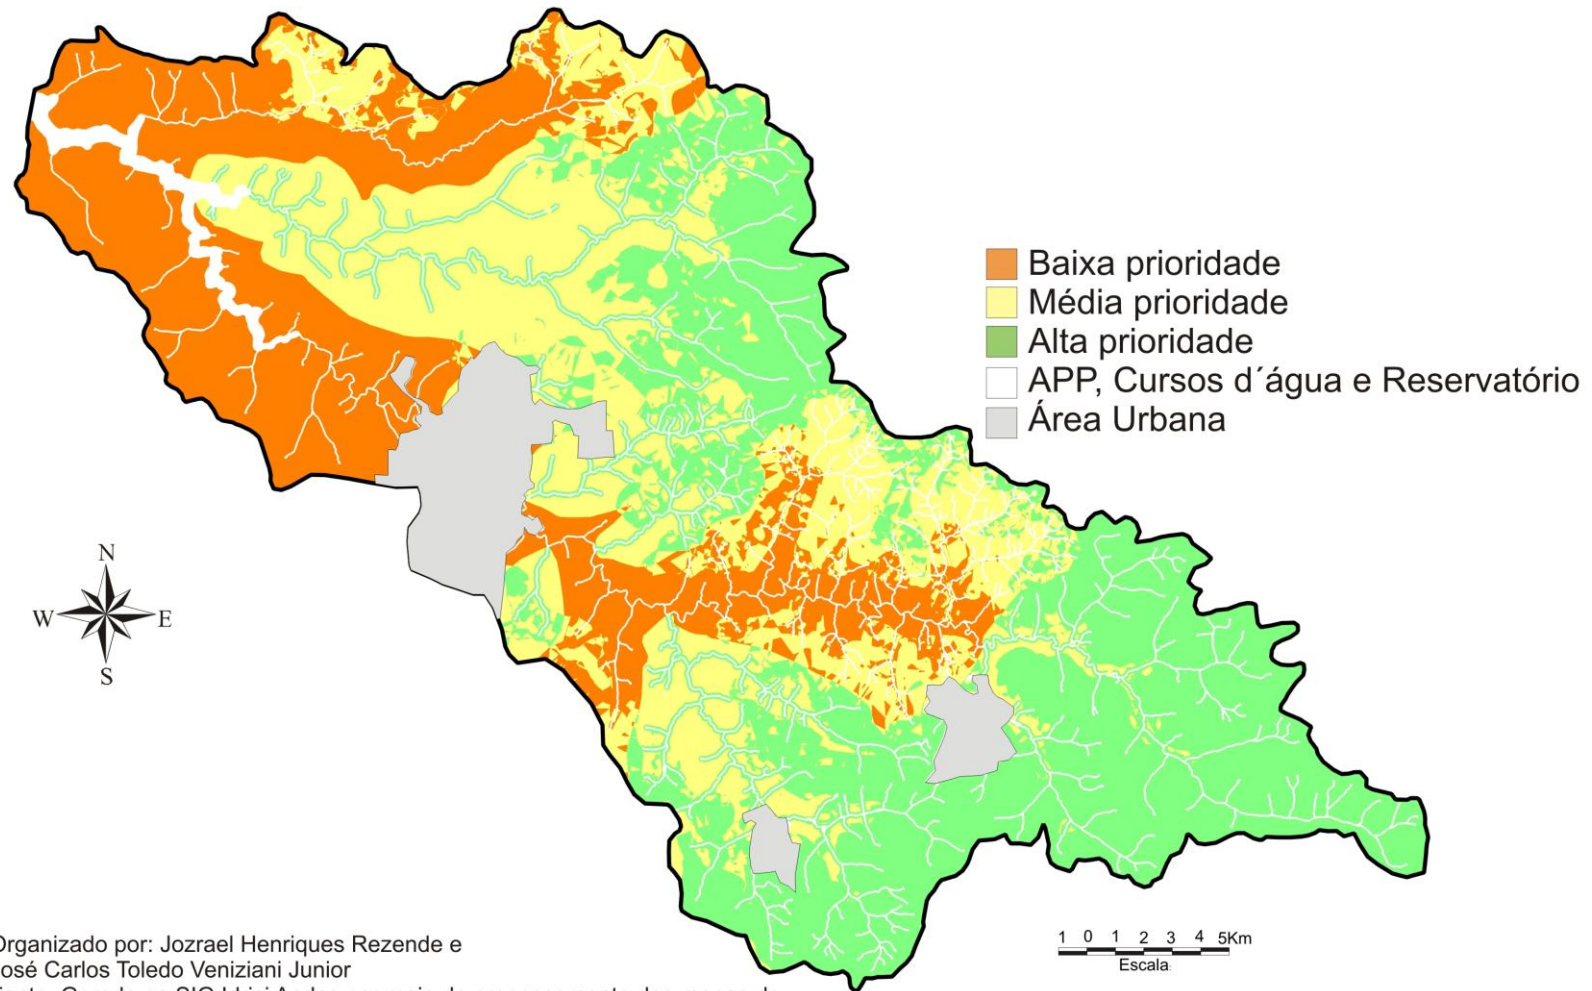 Baixa prioridade
Média prioridade
Alta prioridade
APP, Cursos d´água e Reservatório
Área Urbana
N
W E
S
Organizado por: Jozrael Henriques Rezende e
José Carlos Toledo Veniziani Junior
1 0 1 2 3 4 5Km
Escala: